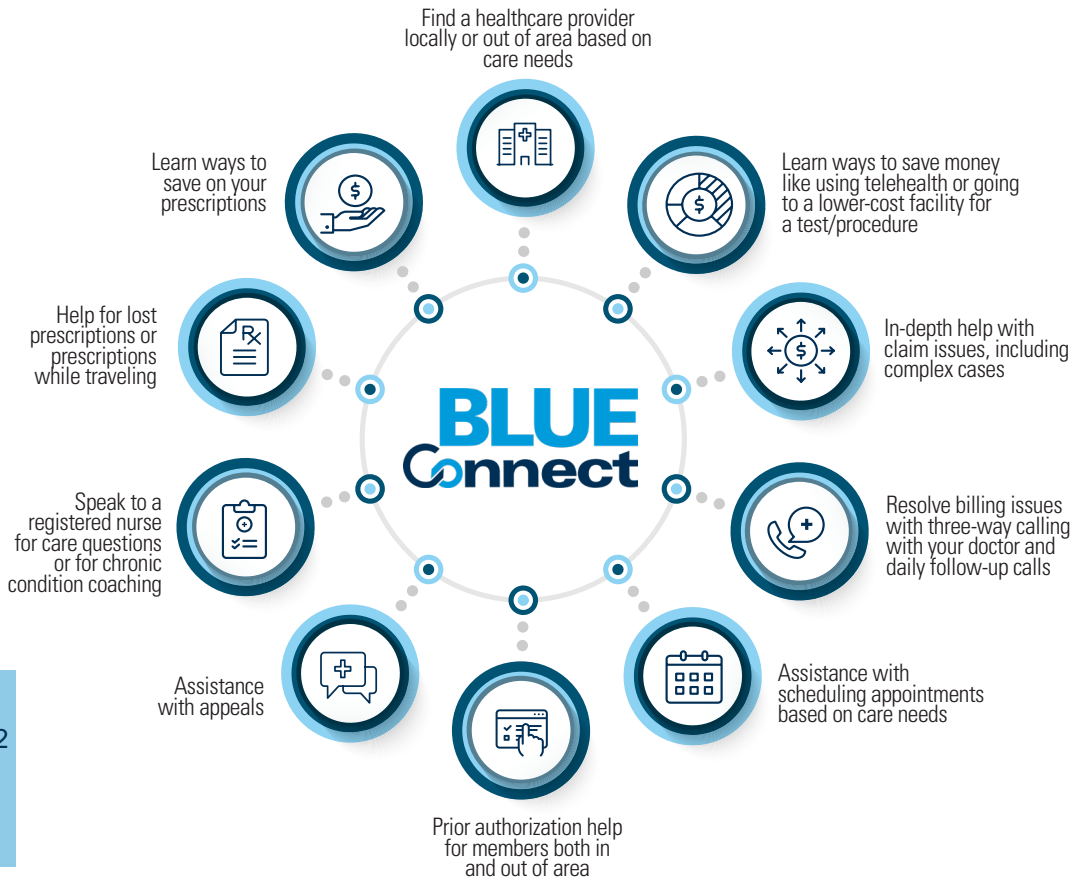 Find a healthcare provider
locally or out of area based on
care needs
Learn ways to save money
like using telehealth or going
to a lower-cost facility for
a test/procedure
In-depth help with
claim issues, including
complex cases
Resolve billing issues
with three-way calling
with your doctor and
daily follow-up calls
Assistance with
scheduling appointments
based on care needs
Prior authorization help
for members both in
and out of area
Assistance
with appeals
Speak to a
registered nurse
for care questions
or for chronic
condition coaching
Help for lost
prescriptions or
prescriptions
while traveling
Learn ways to
save on your
prescriptions
$
$
Rx
$
BLUE
Connect
2